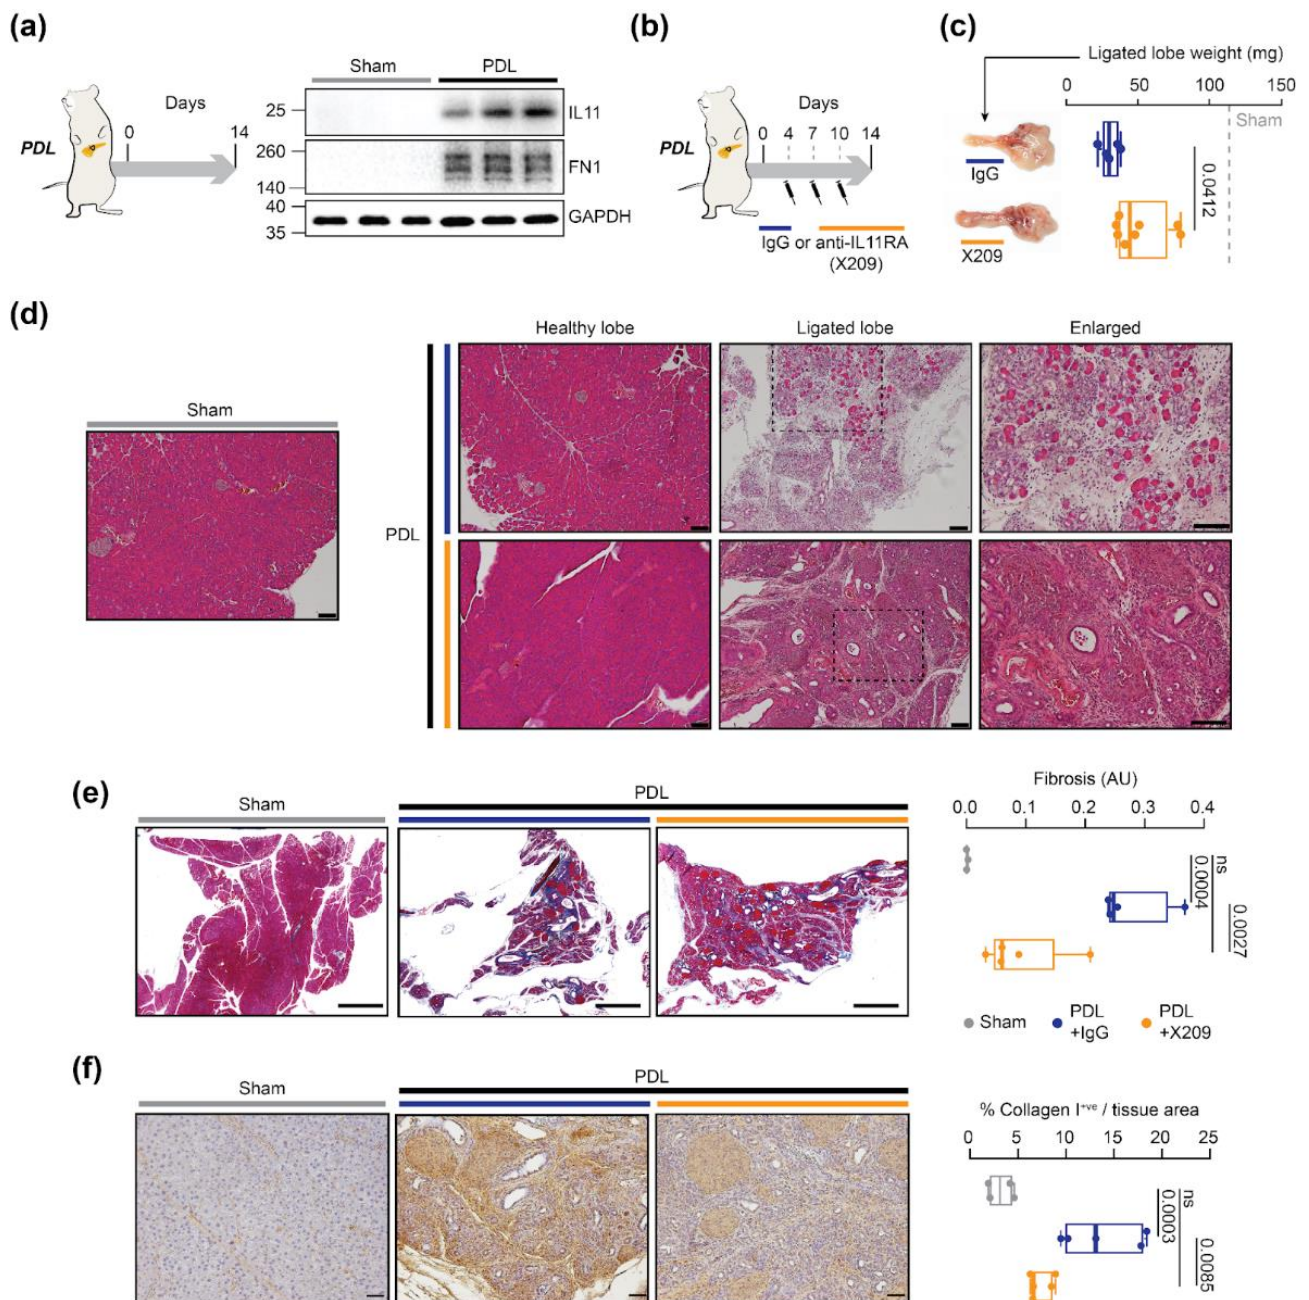 (a)
Sham PDL
Days
0 14
PDL
25
260
140
40
35
IL11
FN1
GAPDH
(b)
Days
0 4 7 10 14
PDL
IgG or anti-IL11RA
(X209)
(c)
Ligated lobe weight (mg)
0 50 100 150
Sham
IgG
X209
0.0412
(d)
Healthy lobe Ligated lobe Enlarged
Sham
PDL
(e)
Sham
PDL
Fibrosis (AU)
0.0 0.1 0.2 0.3 0.4
ns
0.0004
0.0027
Sham PDL PDL
+IgG +X209
(f)
Sham
PDL
% Collagen I+ve / tissue area
0 5 10 15 20 25
ns
0.0003
0.0085